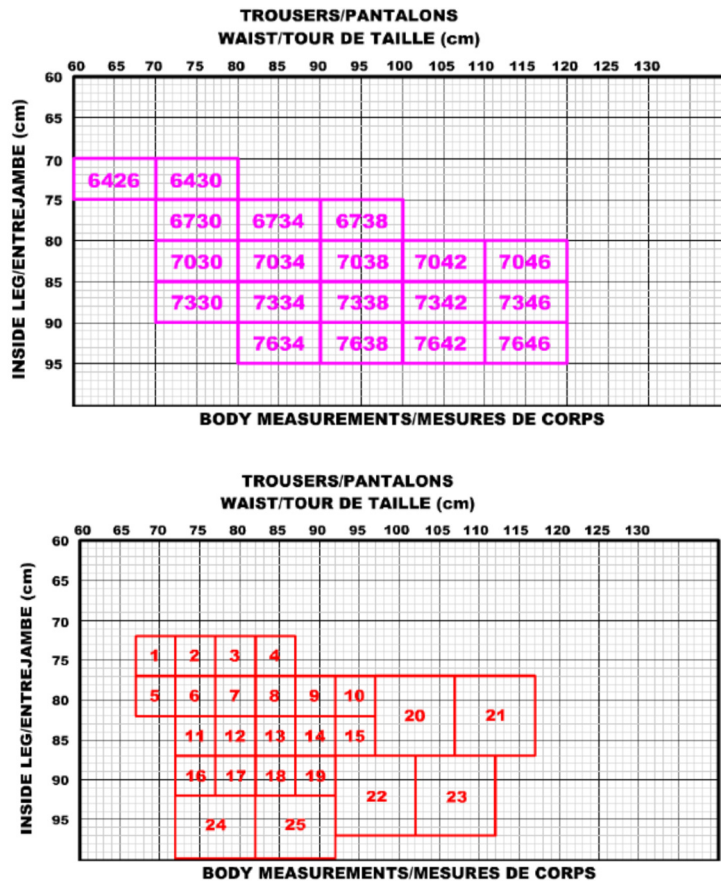 TROUSERS/PANTALONS
WAIST/TOUR DE TAILLE (cm)
60 65 70 75 80 85 90 95 100 105 110 115 120 125 130
INSIDE LEG/ENTREJAMBE (cm)
60
65
70
6426 6430
75
6730 6734 6738
80
7030 7034 7038 7042 7046
85
7330 7334 7338 7342 7346
90
7634 7638 7642 7646
95
BODY MEASUREMENTS/MESURES DE CORPS
TROUSERS/PANTALONS
WAIST/TOUR DE TAILLE (cm)
60 65 70 75 80 85 90 95 100 105 110 115 120 125 130
INSIDE LEG/ENTREJAMBE (cm)
60
65
70
75 1 2 3 4
80 5 6 7 8 9 10
20 21
85 11 12 13 14 15
90 16 17 18 19
22 23
95 24 25
BODY MEASUREMENTS/MESURES DE CORPS